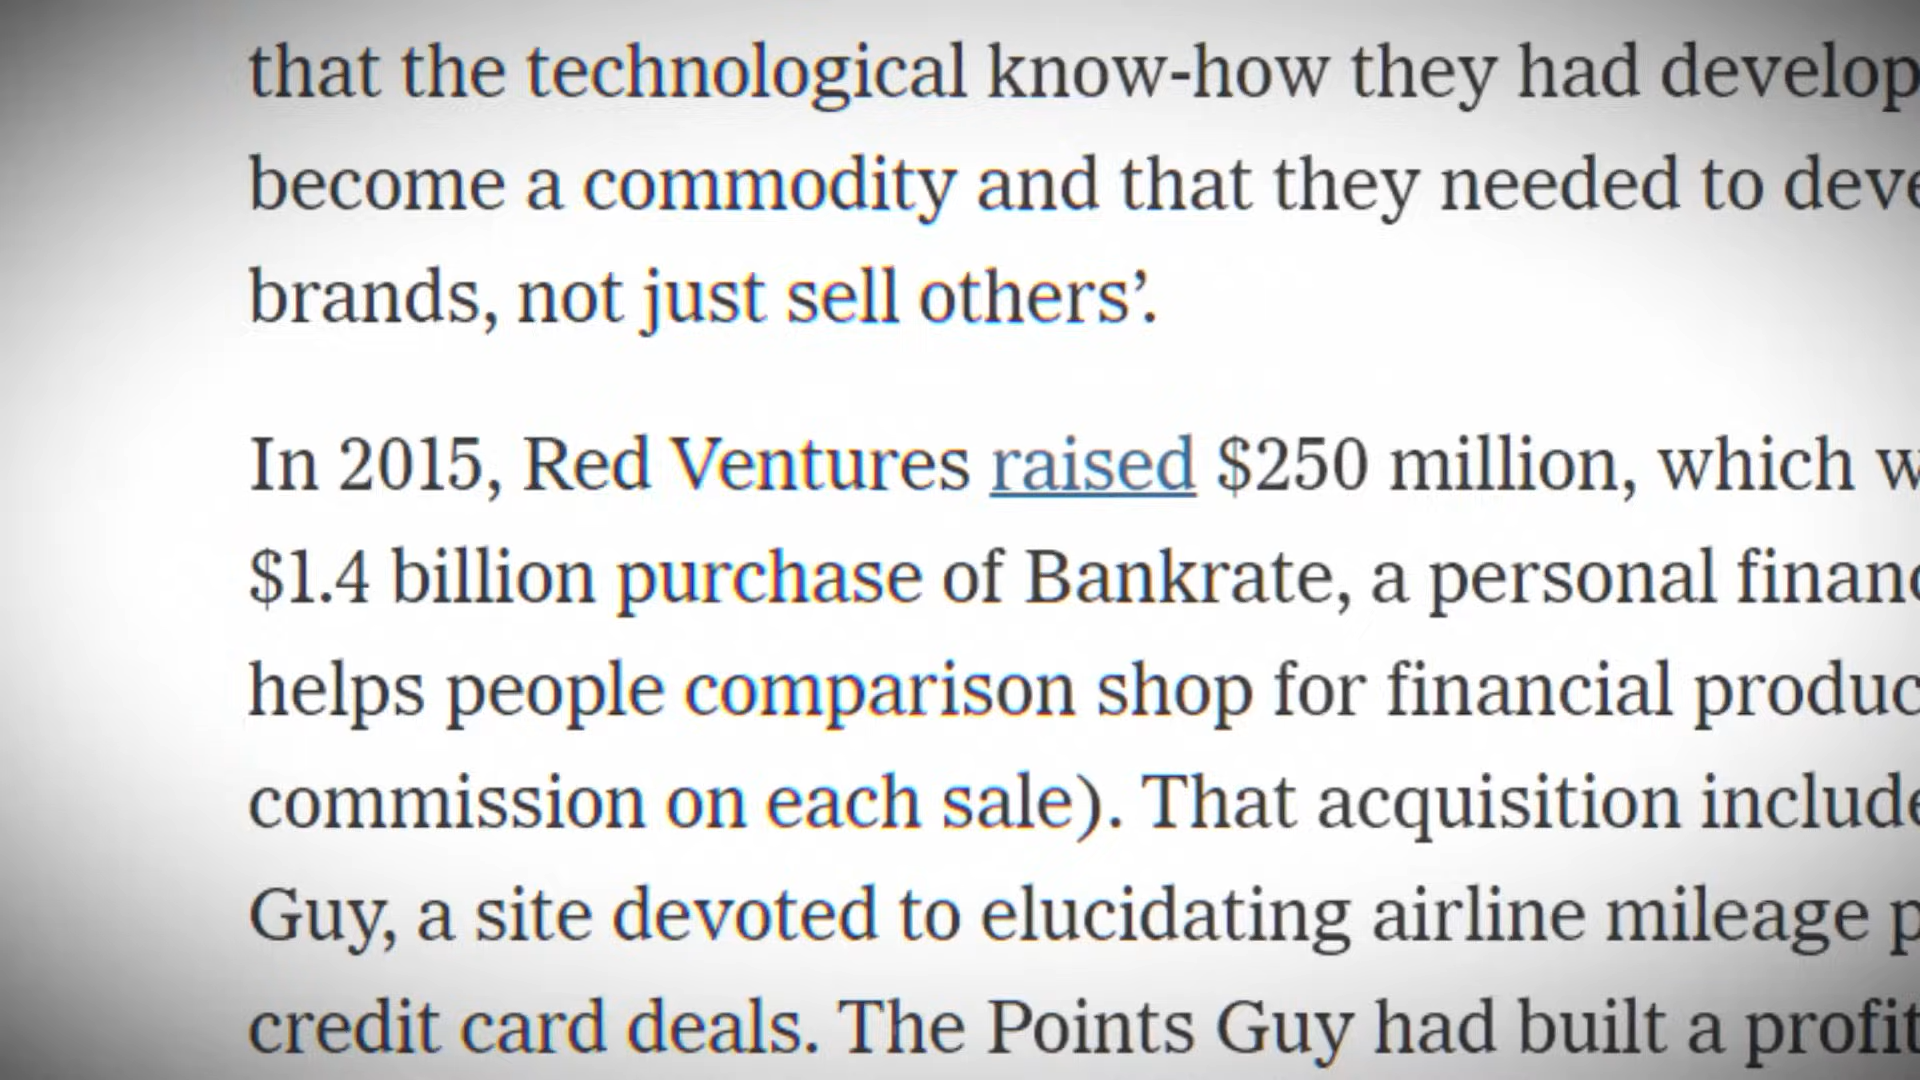 that the technological know-how they had develop
become a commodity and that they needed to deve
brands, not just sell others’.
In 2015, Red Ventures raised $250 million, which w
$1.4 billion purchase of Bankrate, a personal financ
helps people comparison shop for financial produc
commission on each sale). That acquisition include
Guy, a site devoted to elucidating airline mileage p
credit card deals. The Points Guy had built a profit